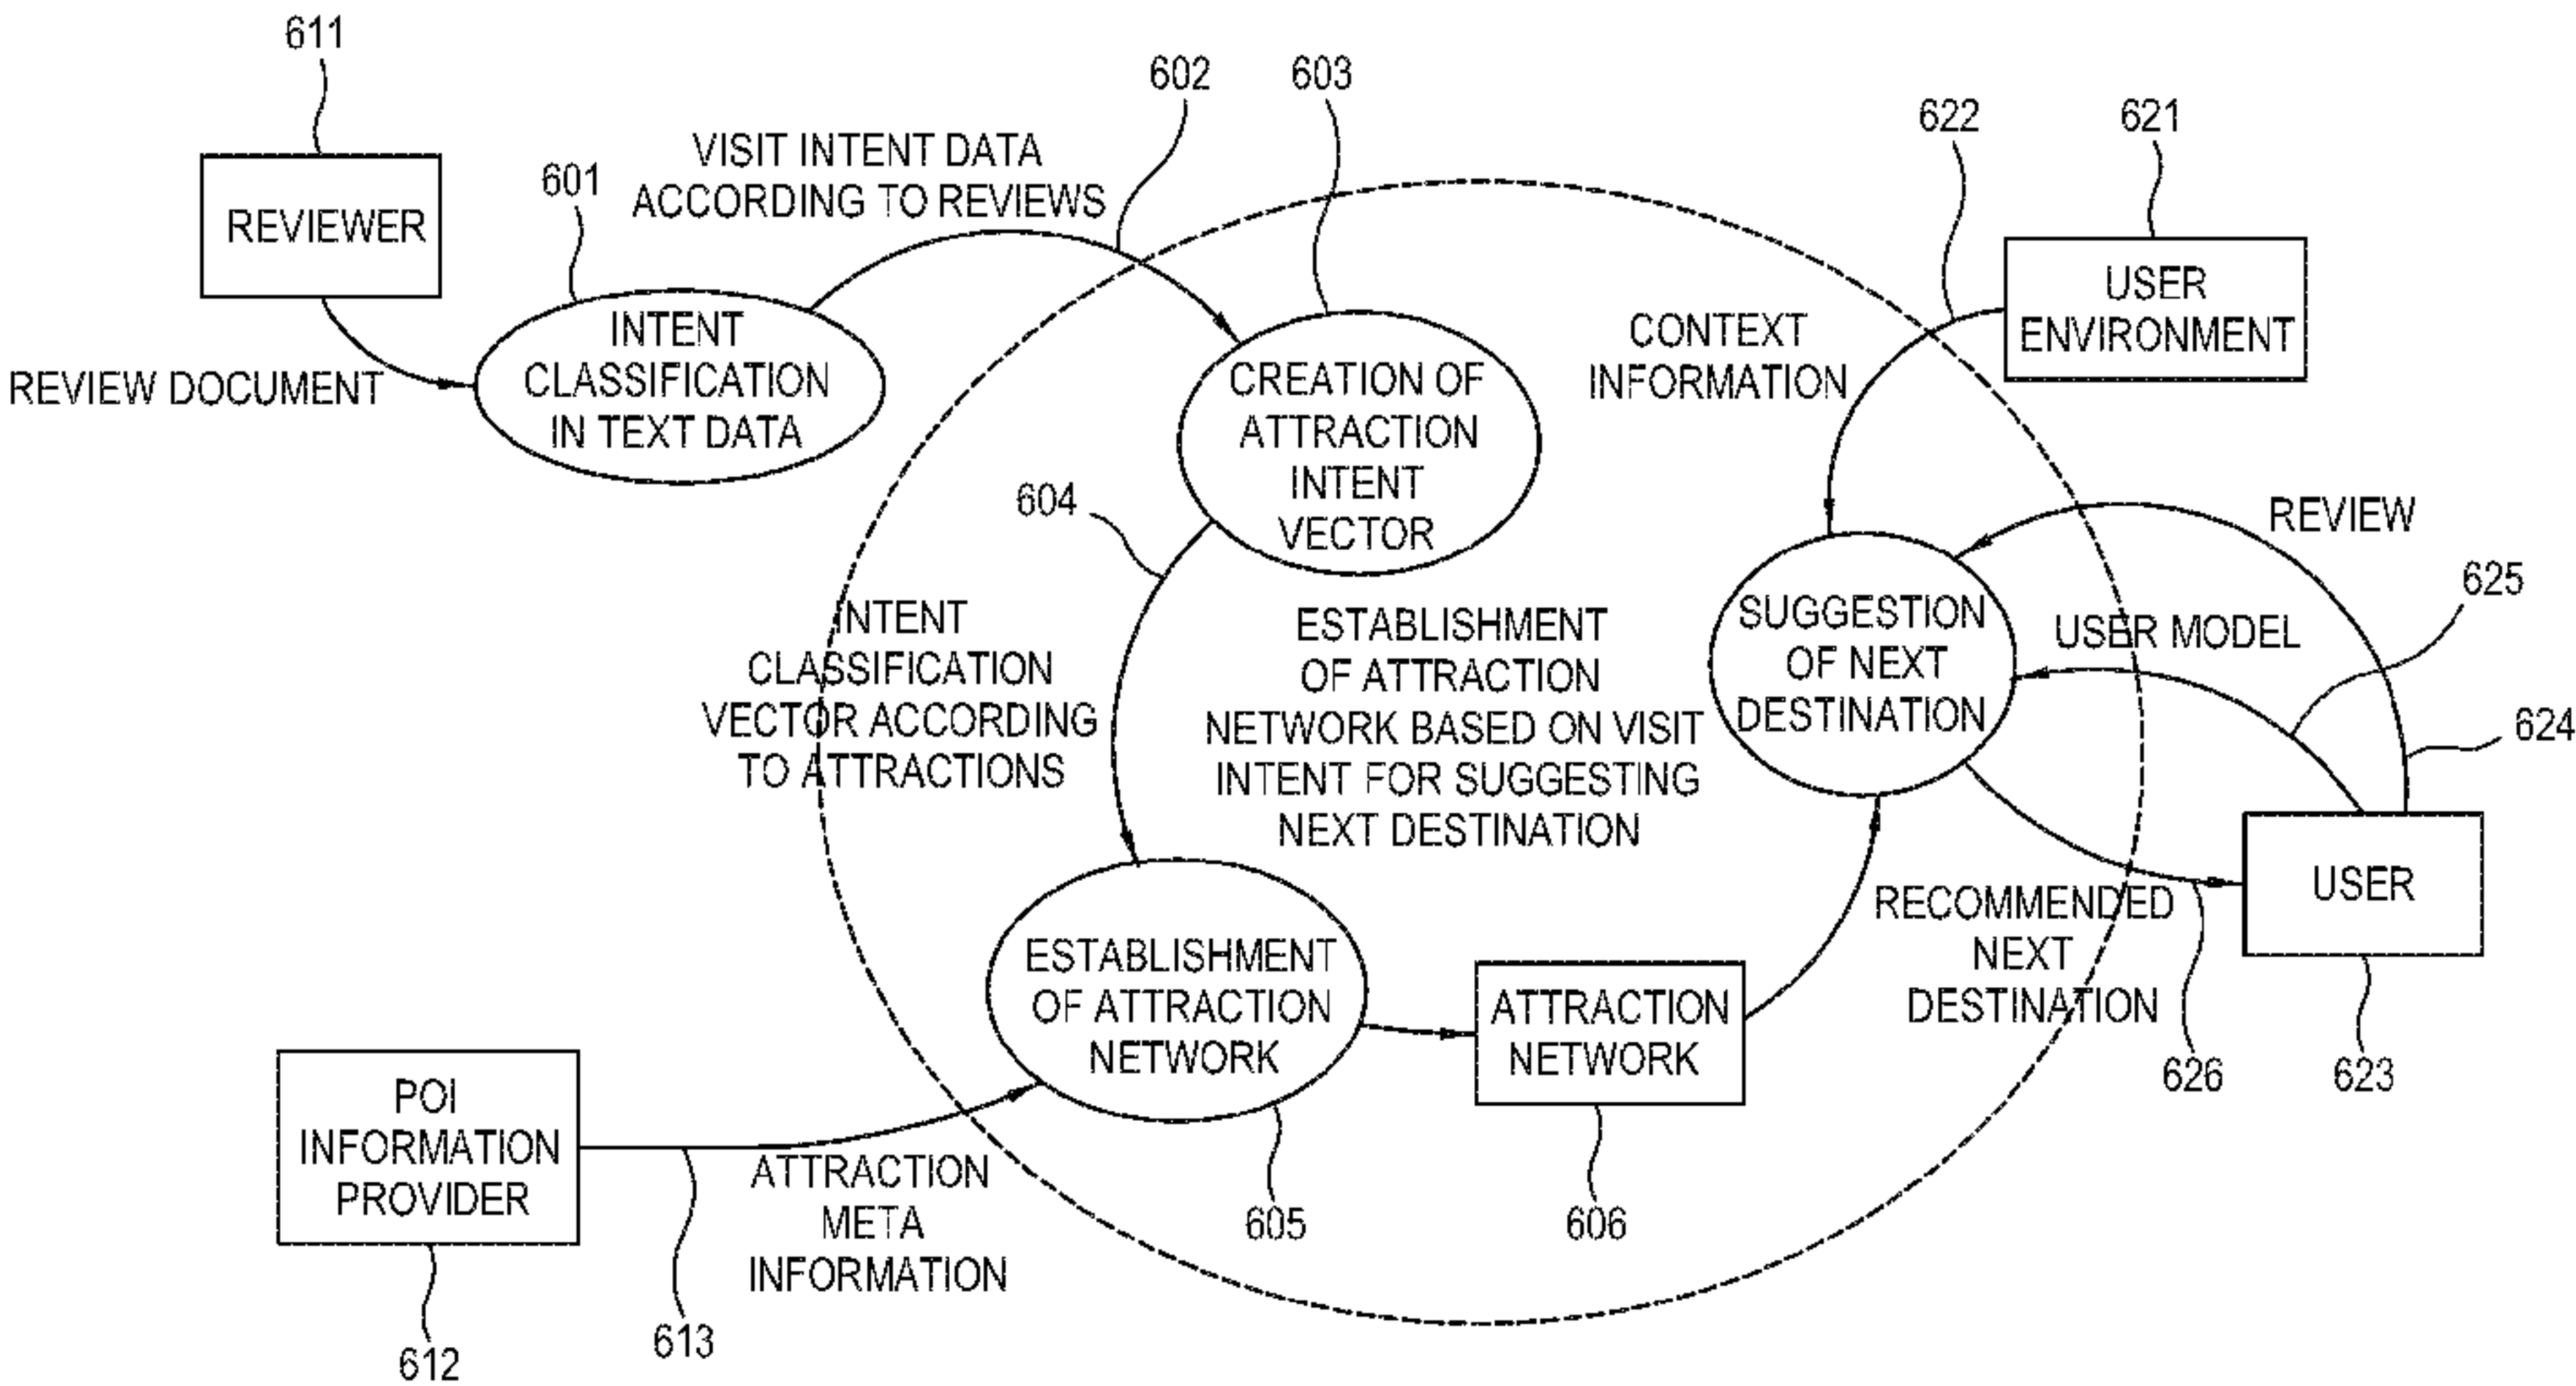 611
602
603
622
621
VISIT INTENT DATA
ACCORDING TO REVIEWS
601
REVIEWER
USER
ENVIRONMENT
INTENT
CLASSIFICATION
IN TEXT DATA
REVIEW DOCUMENT
CONTEXT
INFORMATION
CREATION OF
ATTRACTION
INTENT
VECTOR
604
REVIEW
625
INTENT
CLASSIFICATION
VECTOR ACCORDING
TO ATTRACTIONS
ESTABLISHMENT
OF ATTRACTION
NETWORK BASED ON VISIT
INTENT FOR SUGGESTING
NEXT DESTINATION
SUGGESTION
OF NEXT
DESTINATION
USER MODEL
624
USER
RECOMMENDED
NEXT
DESTINATION
ESTABLISHMENT
OF ATTRACTION
NETWORK
ATTRACTION
NETWORK
626
623
POI
INFORMATION
PROVIDER
ATTRACTION
META
INFORMATION
605
606
613
612